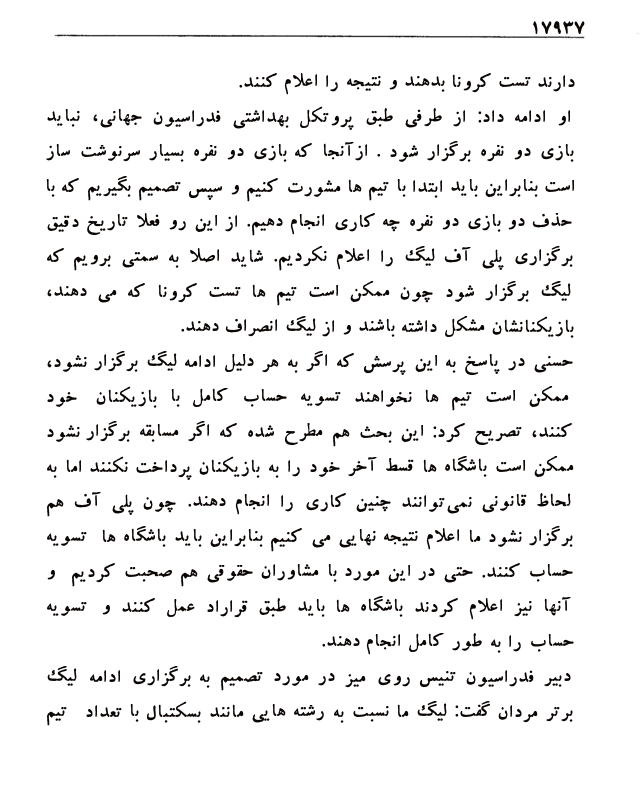 ۱۷۹۳۷
دارند تست کرونا بدهند و نتیجه را اعلام کنند.
او ادامه داد: از طرفی طبق پروتکل بهداشتی فدراسیون جهانی، نباید
بازی دو نفره برگزار شود . ازآنجا که بازی دو نفره بسیار سرنوشت ساز
است بنابراین باید ابتدا با تیم ها مشورت کنیم و سپس تصمیم بگیریم که با
حذف دو بازی دو نفره چه کاری انجام دهیم. از این رو فعلا تاریخ دقیق
برگزاری پلی آف لیگ را اعلام نکردیم. شاید اصلا به سمتی برویم که
لیگ برگزار شود چون ممکن است تیم ها تست کرونا که می دهند،
بازیکنانشان مشکل داشته باشند و از لیگ انصراف دهند.
حسنی در پاسخ به این پرسش که اگر به هر دلیل ادامه لیگ برگزار نشود،
ممکن است تیم ها نخواهند تسویه حساب کامل با بازیکنان خود
کنند، تصریح کرد: این بحث هم مطرح شده که اگر مسابقه برگزار نشود
ممکن است باشگاه ها قسط آخر خود را به بازیکنان پرداخت نکنند اما به
لحاظ قانونی نمی‌توانند چنین کاری را انجام دهند. چون پلی آف هم
برگزار نشود ما اعلام نتیجه نهایی می کنیم بنابراین باید باشگاه ها تسویه
حساب کنند. حتی در این مورد با مشاوران حقوقی هم صحبت کردیم و
آنها نیز اعلام کردند باشگاه ها باید طبق قراراد عمل کنند و تسویه
حساب را به طور کامل انجام دهند.
دبیر فدراسیون تنیس روی میز در مورد تصمیم به برگزاری ادامه لیگ
برتر مردان گفت: لیگ ما نسبت به رشته هایی مانند بسکتبال با تعداد تیم